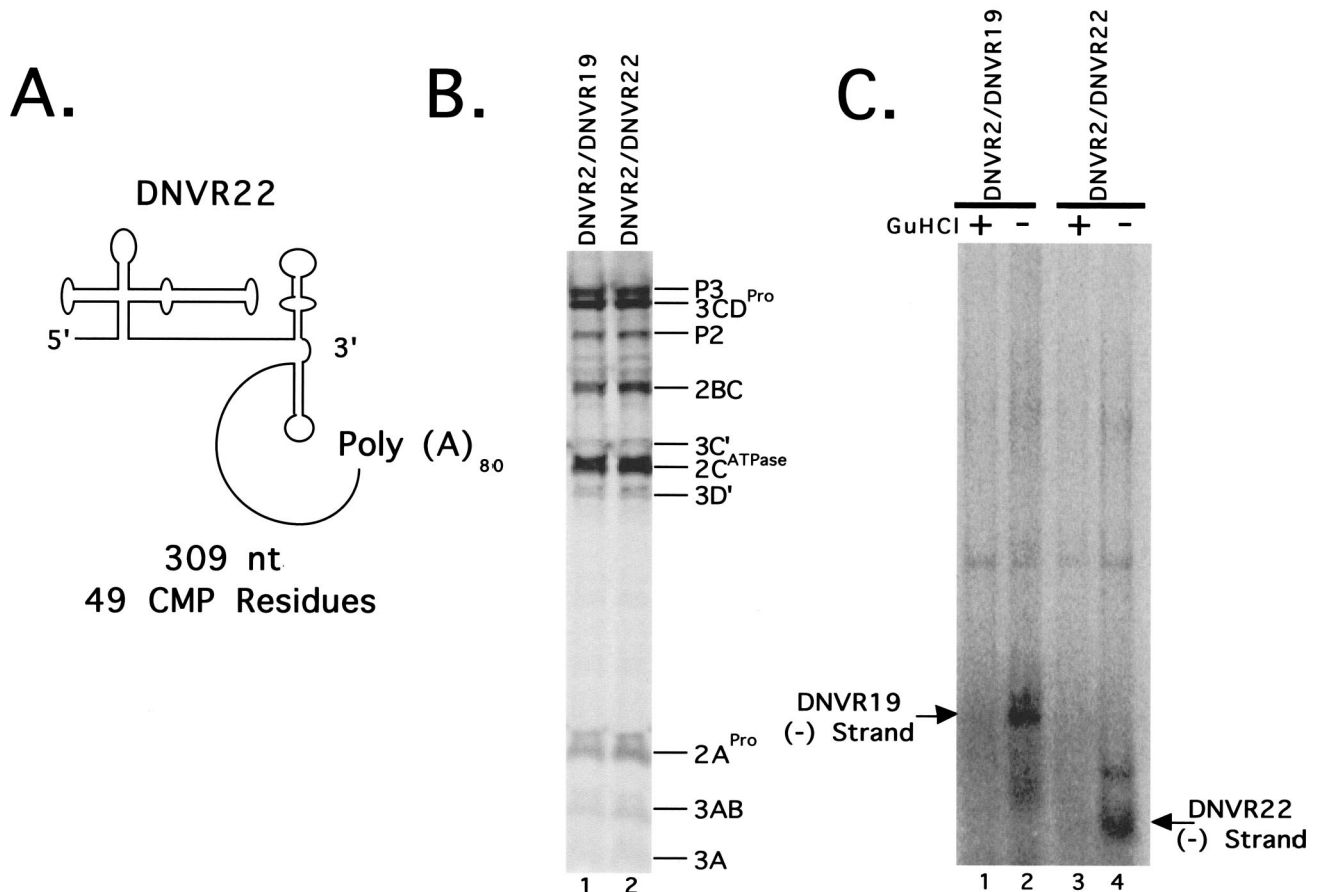 A.
DNVR22
5'
3'
Poly (A)80
309 nt
49 CMP Residues
B.
DNVR2/DNVR19
DNVR2/DNVR22
P3
3CDPro
P2
2BC
3C'
2CATPase
3D'
2APro
3AB
3A
1 2
C.
DNVR2/DNVR19
DNVR2/DNVR22
GuHCl + - + -
DNVR19
(-) Strand
DNVR22
(-) Strand
1 2 3 4